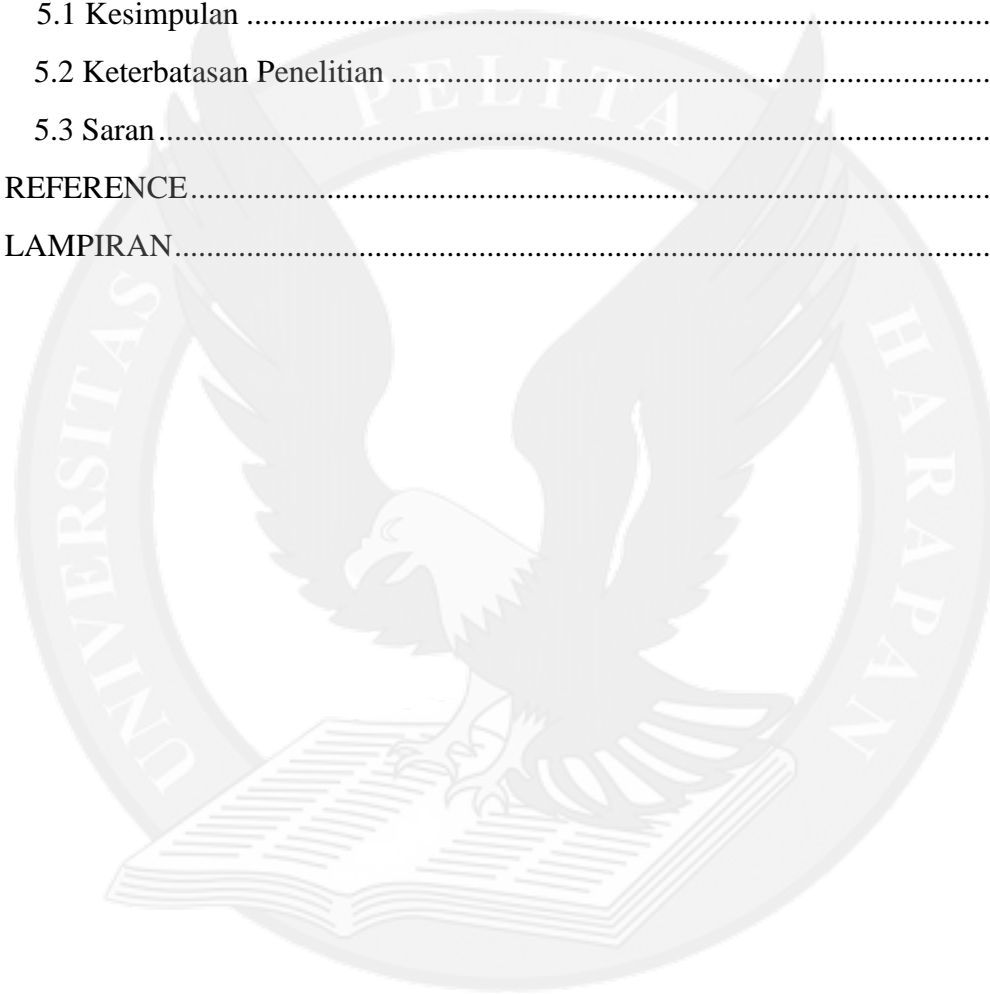 5.1 Kesimpulan ........................................................................................
5.2 Keterbatasan Penelitian ......................................................................
5.3 Saran ...................................................................................................
REFERENCE ..............................................................................................
LAMPIRAN ................................................................................................
UNIVERSITAS PELITA HARAPAN